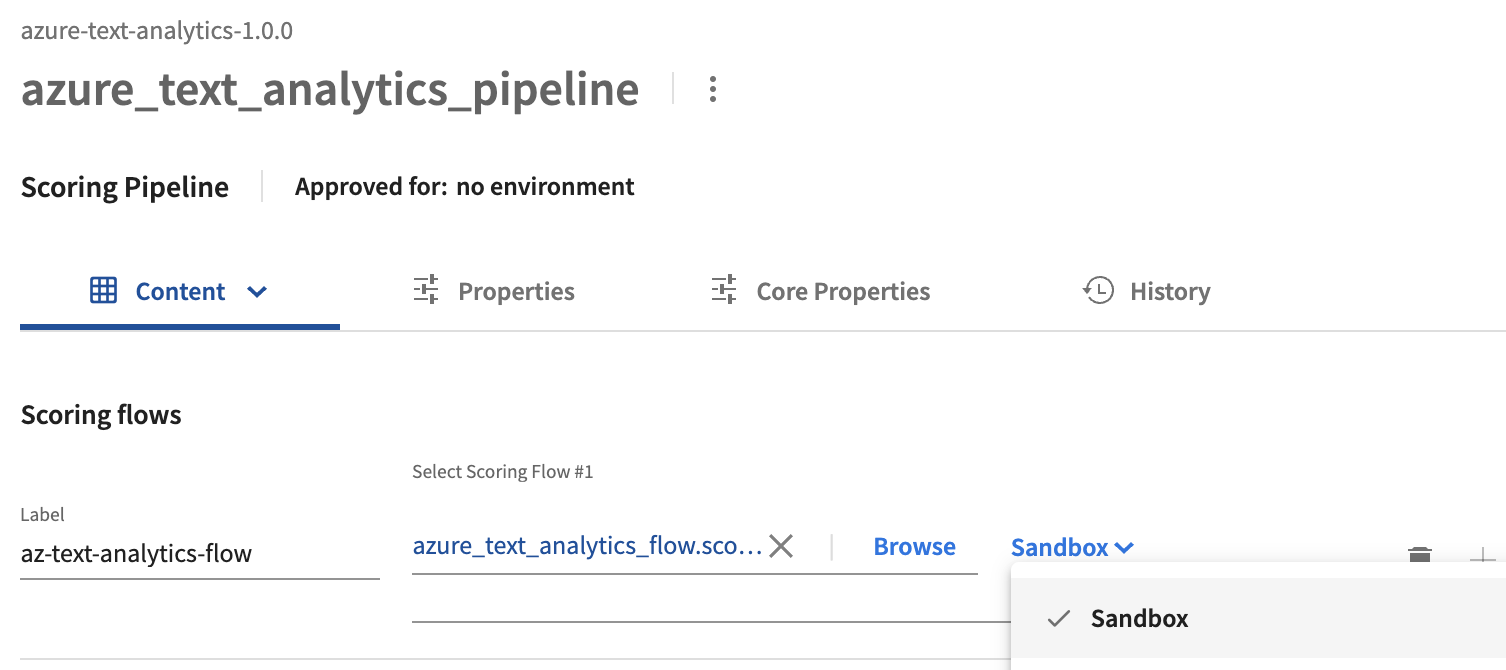 azure-text-analytics-1.0.0
azure_text_analytics_pipeline
Scoring Pipeline Approved for: no environment
Content Properties Core Properties History
Scoring flows
Select Scoring Flow #1
Label
az-text-analytics-flow azure_text_analytics_flow.sco... Browse Sandbox
Sandbox